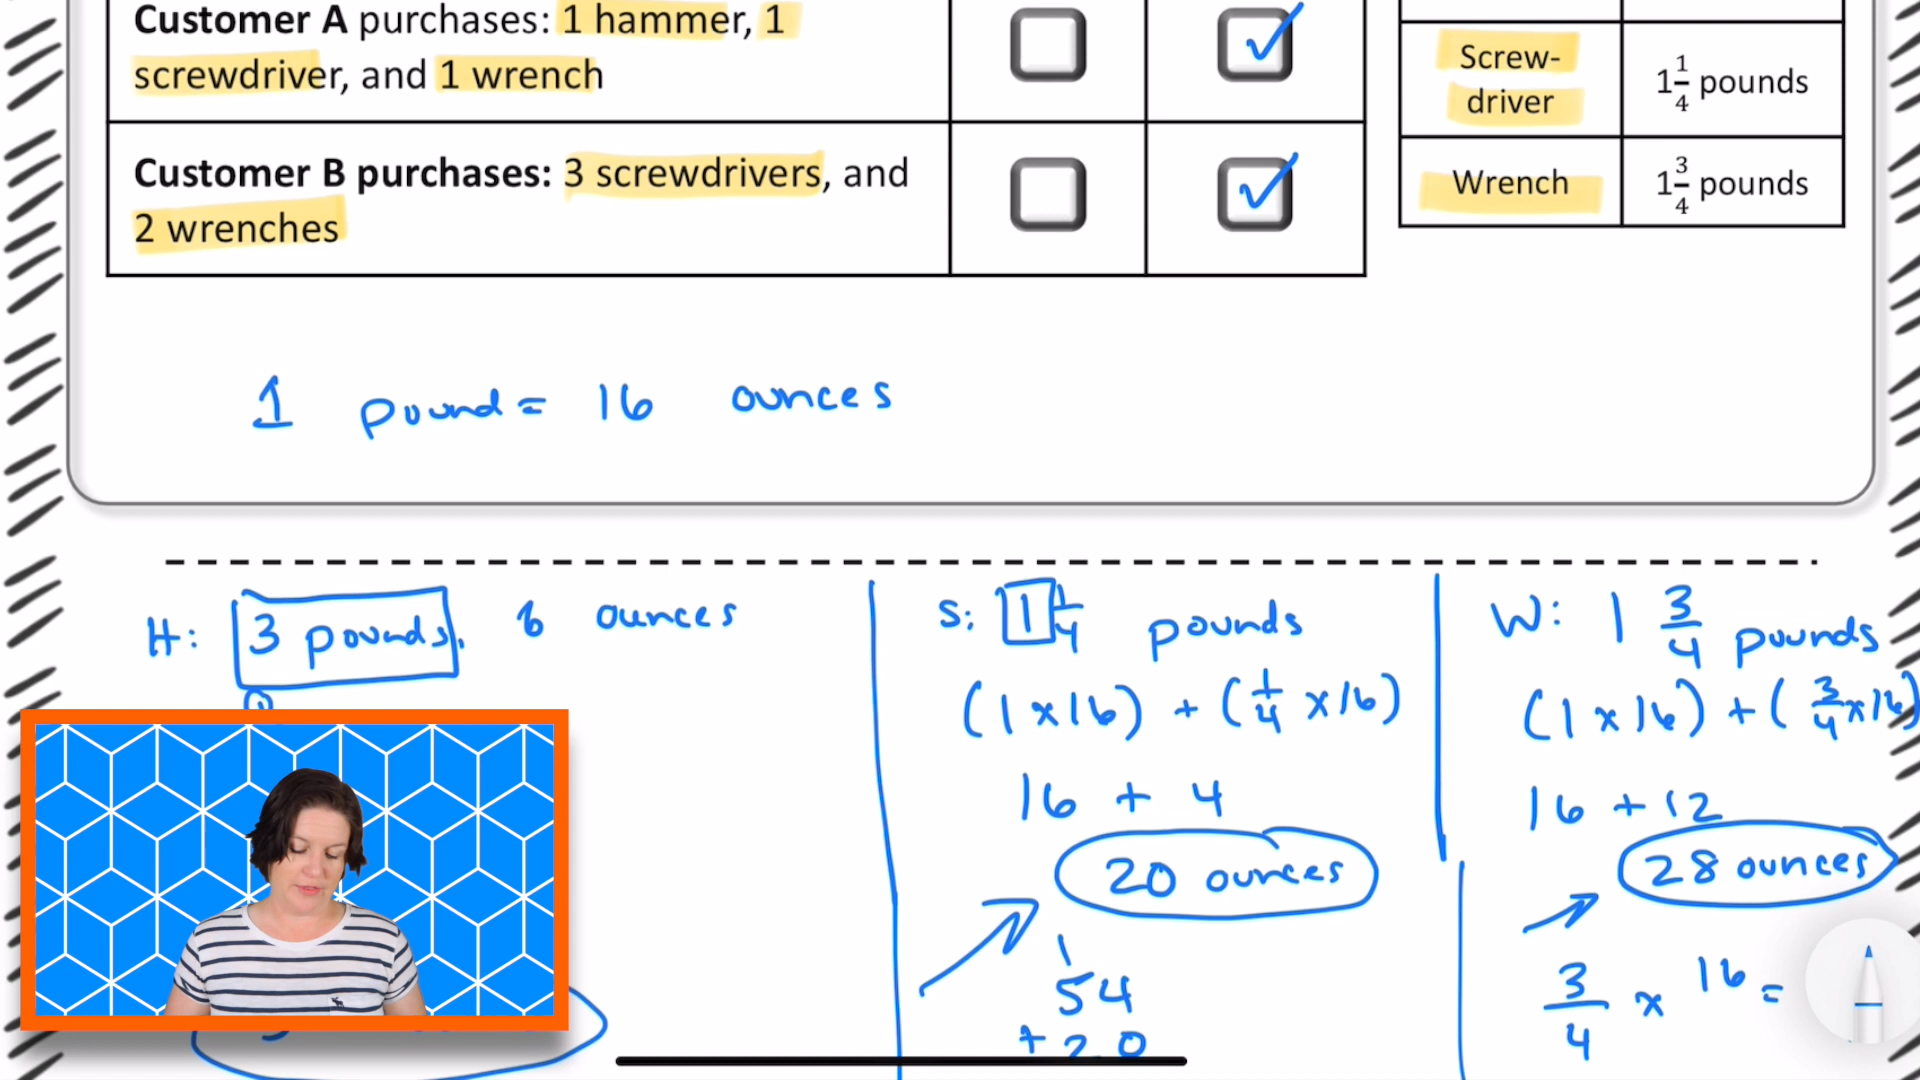 Customer A purchases: 1 hammer, 1
screwdriver, and 1 wrench
Customer B purchases: 3 screwdrivers, and
2 wrenches
Screw-
driver
1 1/4 pounds
Wrench
1 3/4 pounds
1 pound = 16 ounces
H: 3 pounds, 6 ounces
S: 1 1/4 pounds
(1 x 16) + (1/4 x 16)
16 + 4
20 ounces
1
54
+ 20
W: 1 3/4 pounds
(1 x 16) + (3/4 x 16)
16 + 12
28 ounces
3/4 x 16 =